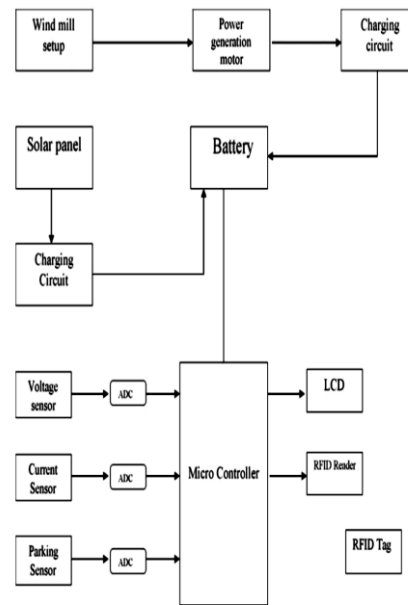 Wind mill
setup
Power
generation
motor
Charging
circuit
Solar panel
Battery
Charging
Circuit
Voltage
sensor
ADC
LCD
Micro Controller
Current
Sensor
ADC
RFID Render
Parking
Sensor
ADC
RFID Tag